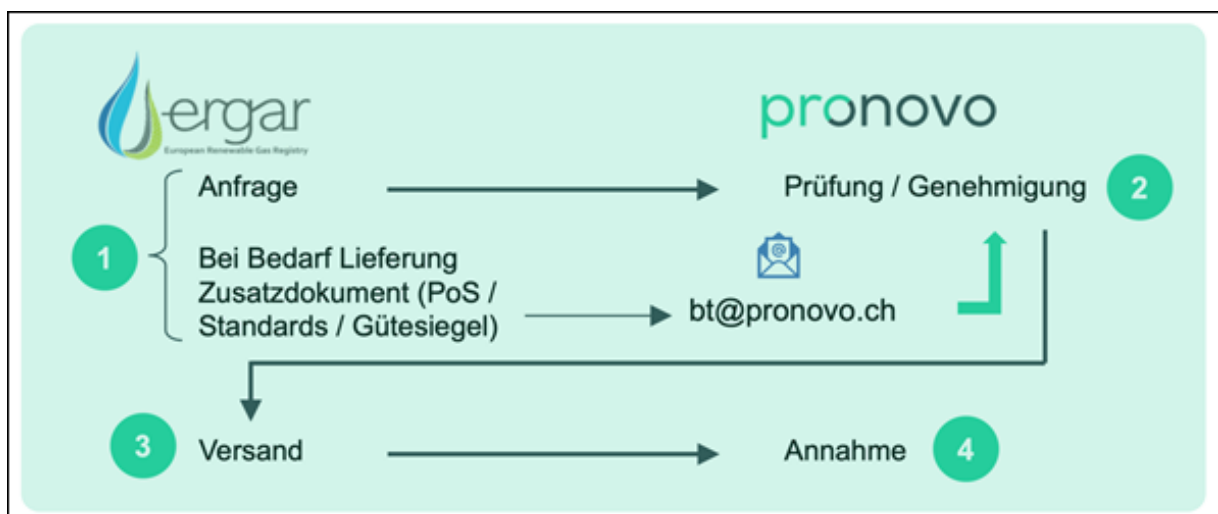 ergar
European Renewable Gas Registry
pronovo
Anfrage
Prüfung / Genehmigung
2
1
Bei Bedarf Lieferung
Zusatzdokument (PoS /
Standards / Gütesiegel)
@
bt@pronovo.ch
3
Versand
Annahme
4